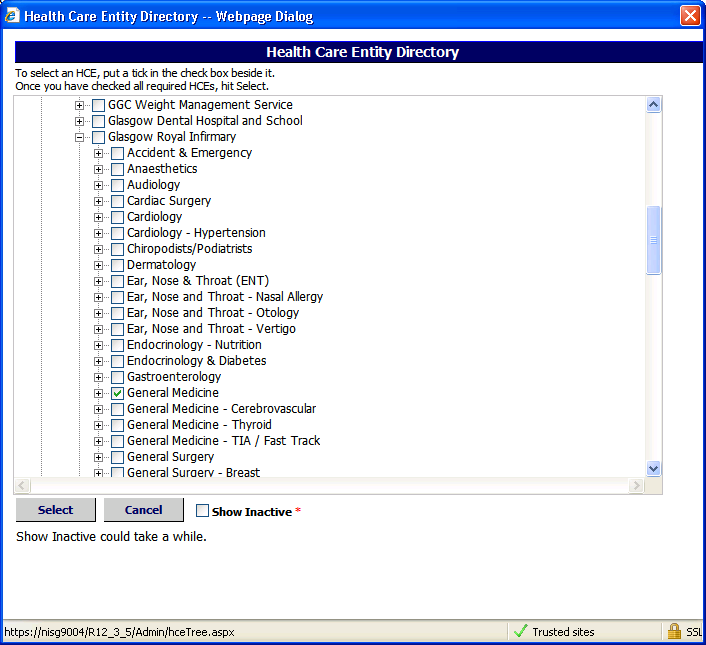 Health Care Entity Directory -- Webpage Dialog
Health Care Entity Directory
To select an HCE, put a tick in the check box beside it.
Once you have checked all required HCEs, hit Select.
GGC Weight Management Service
Glasgow Dental Hospital and School
Glasgow Royal Infirmary
Accident & Emergency
Anaesthetics
Audiology
Cardiac Surgery
Cardiology
Cardiology - Hypertension
Chiropodists/Podiatrists
Dermatology
Ear, Nose & Throat (ENT)
Ear, Nose and Throat - Nasal Allergy
Ear, Nose and Throat - Otology
Ear, Nose and Throat - Vertigo
Endocrinology - Nutrition
Endocrinology & Diabetes
Gastroenterology
General Medicine
General Medicine - Cerebrovascular
General Medicine - Thyroid
General Medicine - TIA / Fast Track
General Surgery
General Surgery - Breast
Select Cancel Show Inactive *
Show Inactive could take a while.
https://nisg9004/R12_3_5/Admin/hceTree.aspx Trusted sites SSL